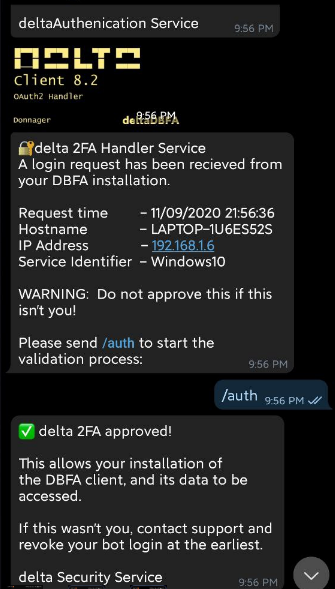 deltaAuthenication Service
9:56 PM
DELTA
Client 8.2
OAuth2 Handler
9:56 PM
Donnager
deltaDBFA
🔐delta 2FA Handler Service
A login request has been recieved from
your DBFA installation.
Request time – 11/09/2020 21:56:36
Hostname – LAPTOP-1U6ES52S
IP Address – 192.168.1.6
Service Identifier – Windows10
WARNING: Do not approve this if this
isn't you!
Please send /auth to start the
validation process:
9:56 PM
/auth 9:56 PM
✅ delta 2FA approved!
This allows your installation of
the DBFA client, and its data to be
accessed.
If this wasn't you, contact support and
revoke your bot login at the earliest.
delta Security Service
9:56 PM